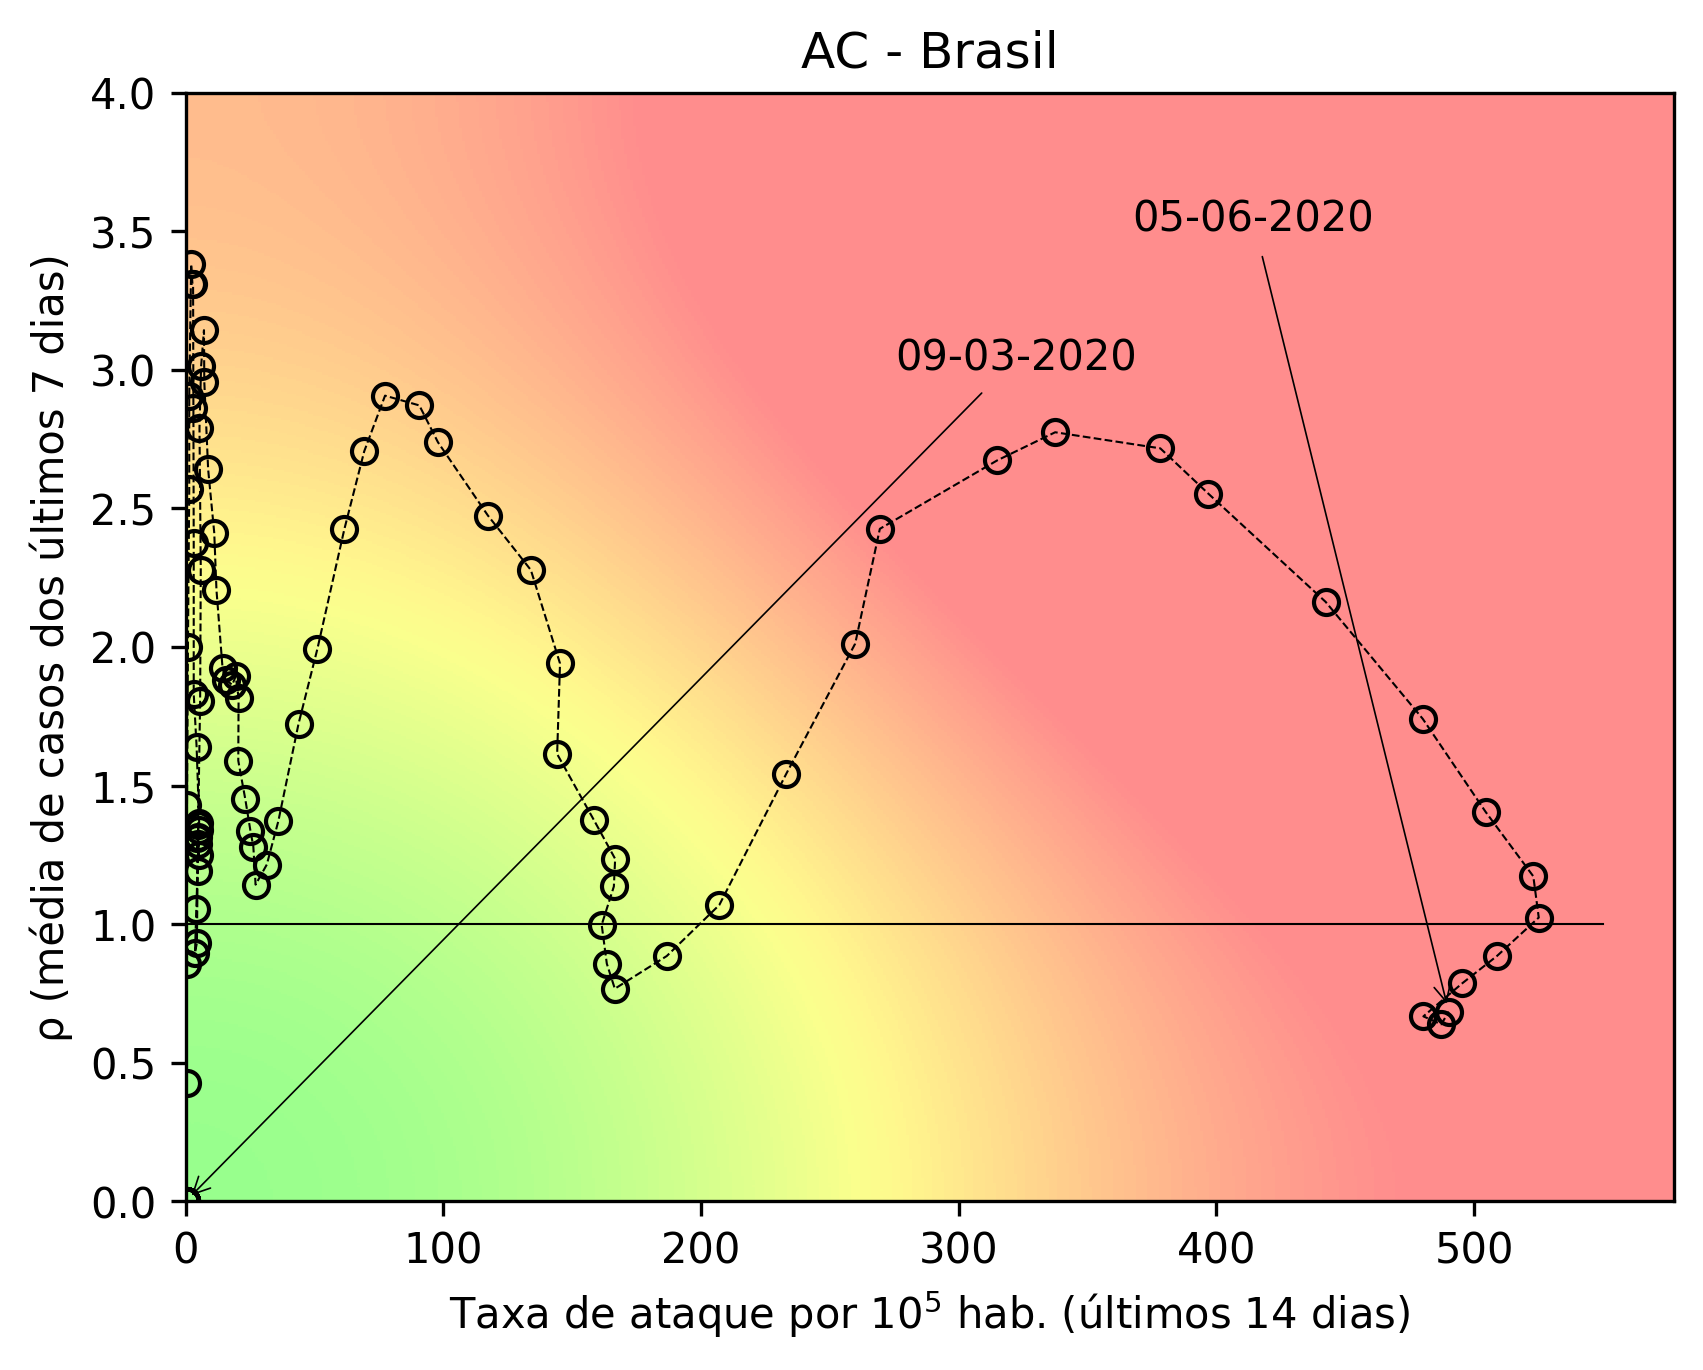 AC - Brasil
4.0
3.5
3.0
2.5
2.0
1.5
1.0
0.5
0.0
ρ (média de casos dos últimos 7 dias)
05-06-2020
09-03-2020
0 100 200 300 400 500
Taxa de ataque por 10⁵ hab. (últimos 14 dias)